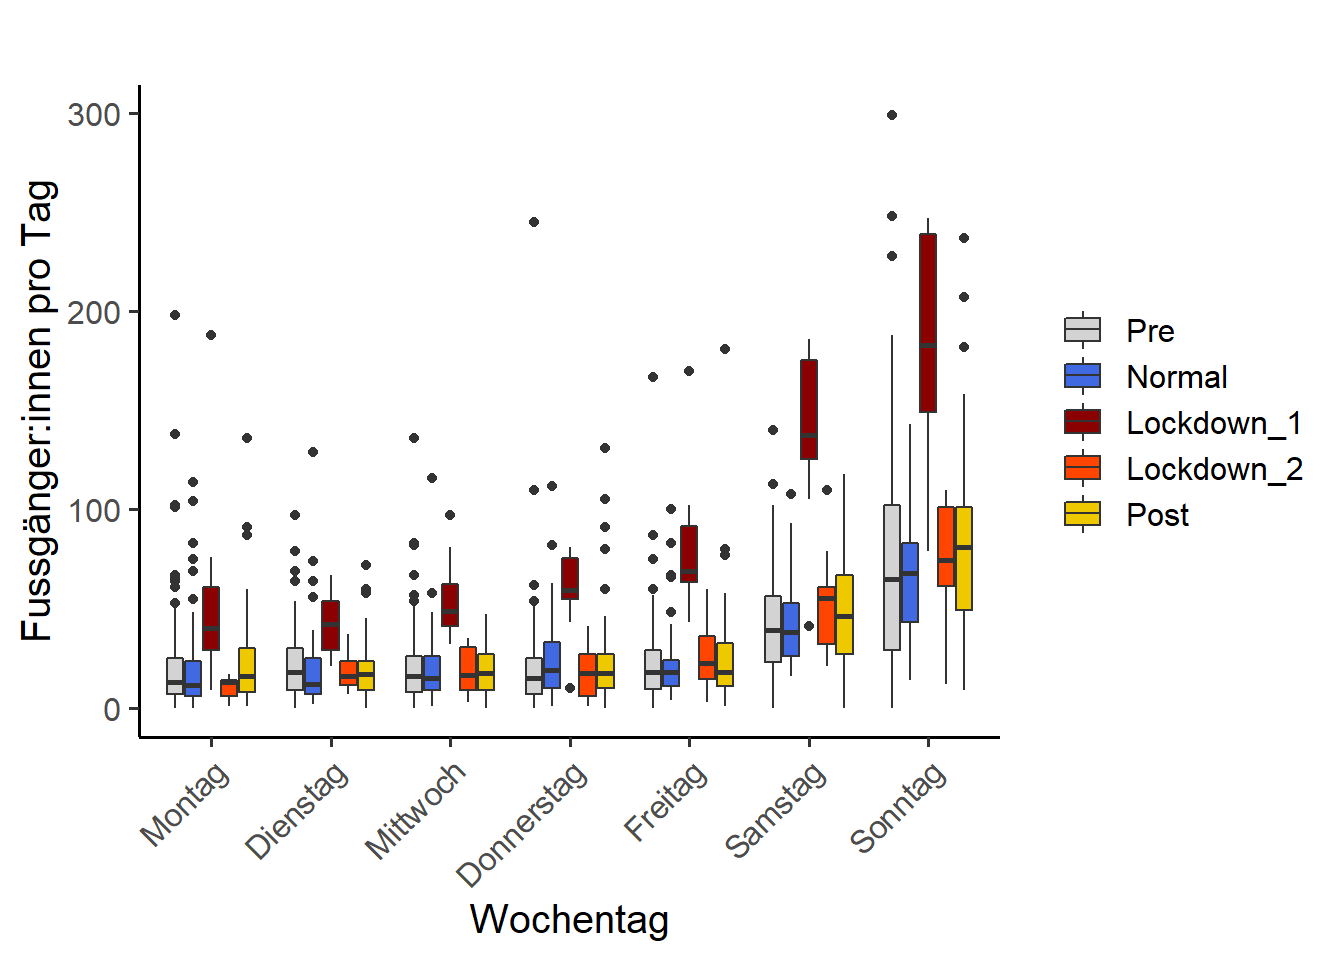 Fussgänger:innen pro Tag
300
200
100
0
Montag
Dienstag
Mittwoch
Donnerstag
Freitag
Samstag
Sonntag
Wochentag
Pre
Normal
Lockdown_1
Lockdown_2
Post